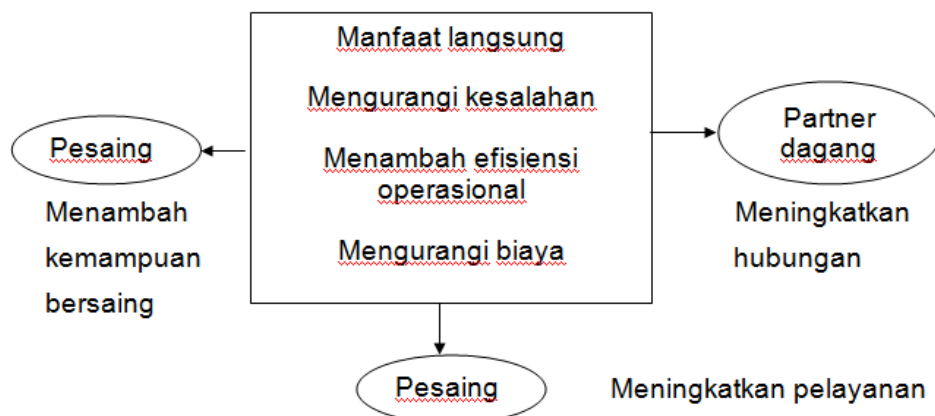 Manfaat langsung
Mengurangi kesalahan
Menambah efisiensi
operasional
Mengurangi biaya
Pesaing
Menambah
kemampuan
bersaing
Partner
dagang
Meningkatkan
hubungan
Pesaing
Meningkatkan pelayanan